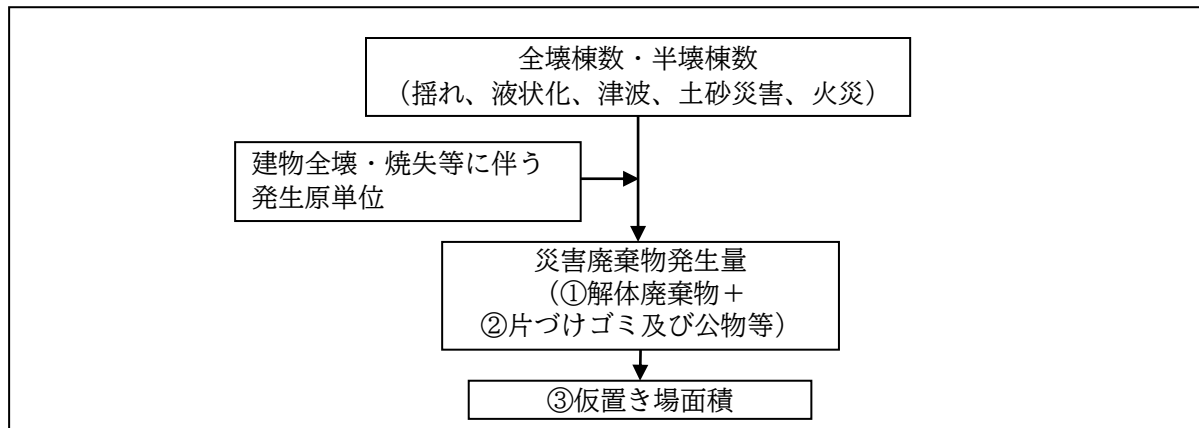 全壊棟数・半壊棟数
（揺れ、液状化、津波、土砂災害、火災）
建物全壊・焼失等に伴う
発生原単位
災害廃棄物発生量
（①解体廃棄物＋
②片づけゴミ及び公物等）
③仮置き場面積